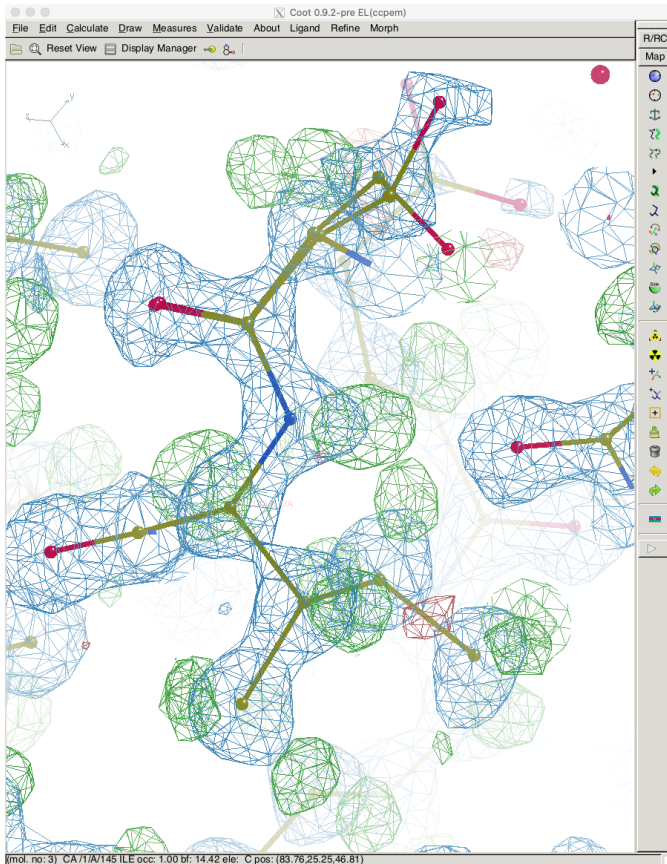 Coot 0.9.2-pre EL(ccpem)
File Edit Calculate Draw Measures Validate About Ligand Refine Morph
R/RC
Reset View Display Manager
Map
Side
(mol. no: 3) CA /1/A/145 ILE occ: 1.00 bf: 14.42 ele: C pos: (83.76,25.25,46.81)